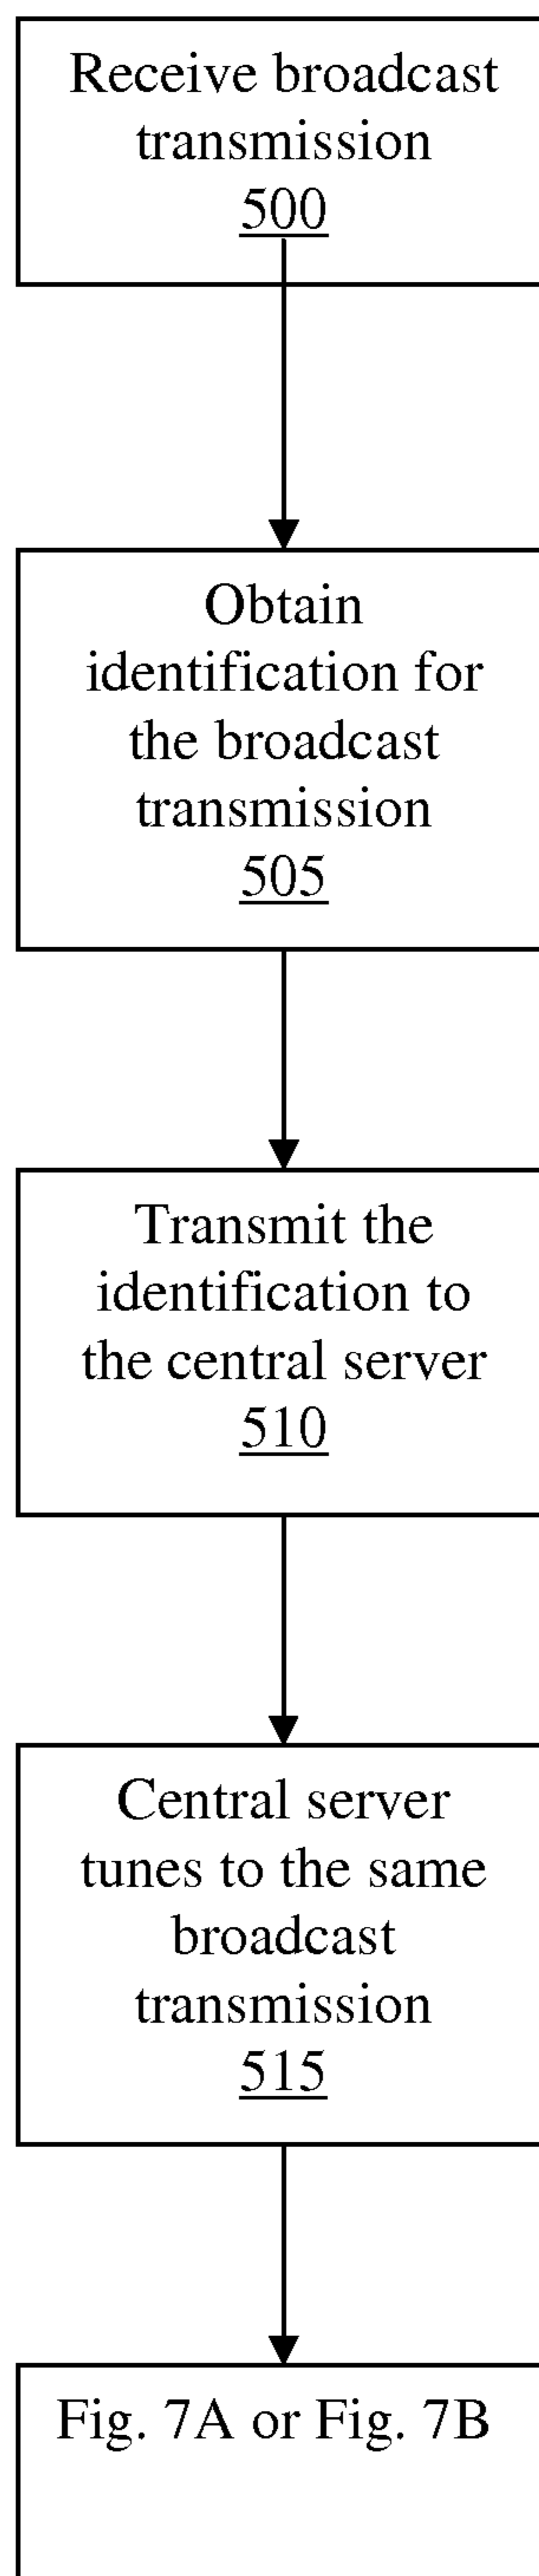 Receive broadcast
transmission
500
Obtain
identification for
the broadcast
transmission
505
Transmit the
identification to
the central server
510
Central server
tunes to the same
broadcast
transmission
515
Fig. 7A or Fig. 7B